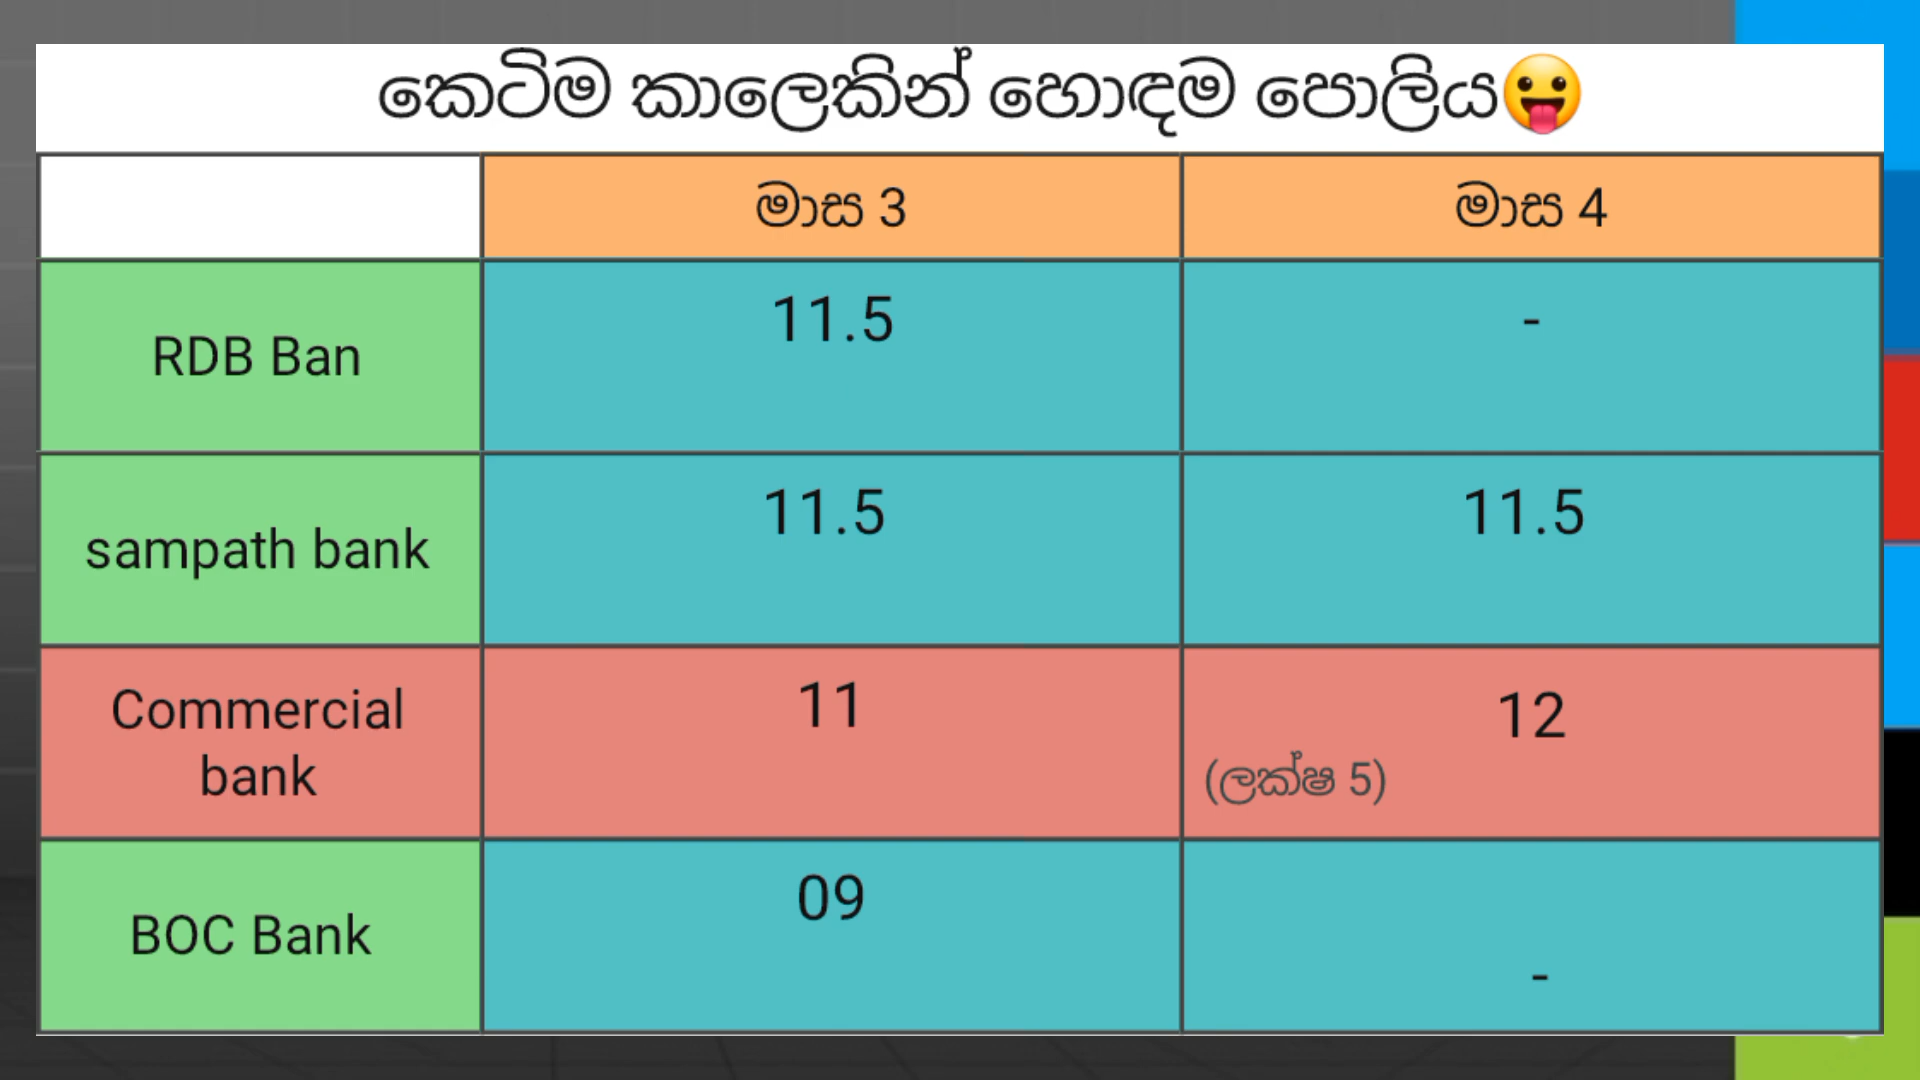 කෙටිම කාලෙකින් හොඳම පොලිය😛
මාස 3
මාස 4
RDB Ban
11.5
-
sampath bank
11.5
11.5
Commercial
bank
11
12
(ලක්ෂ 5)
BOC Bank
09
-